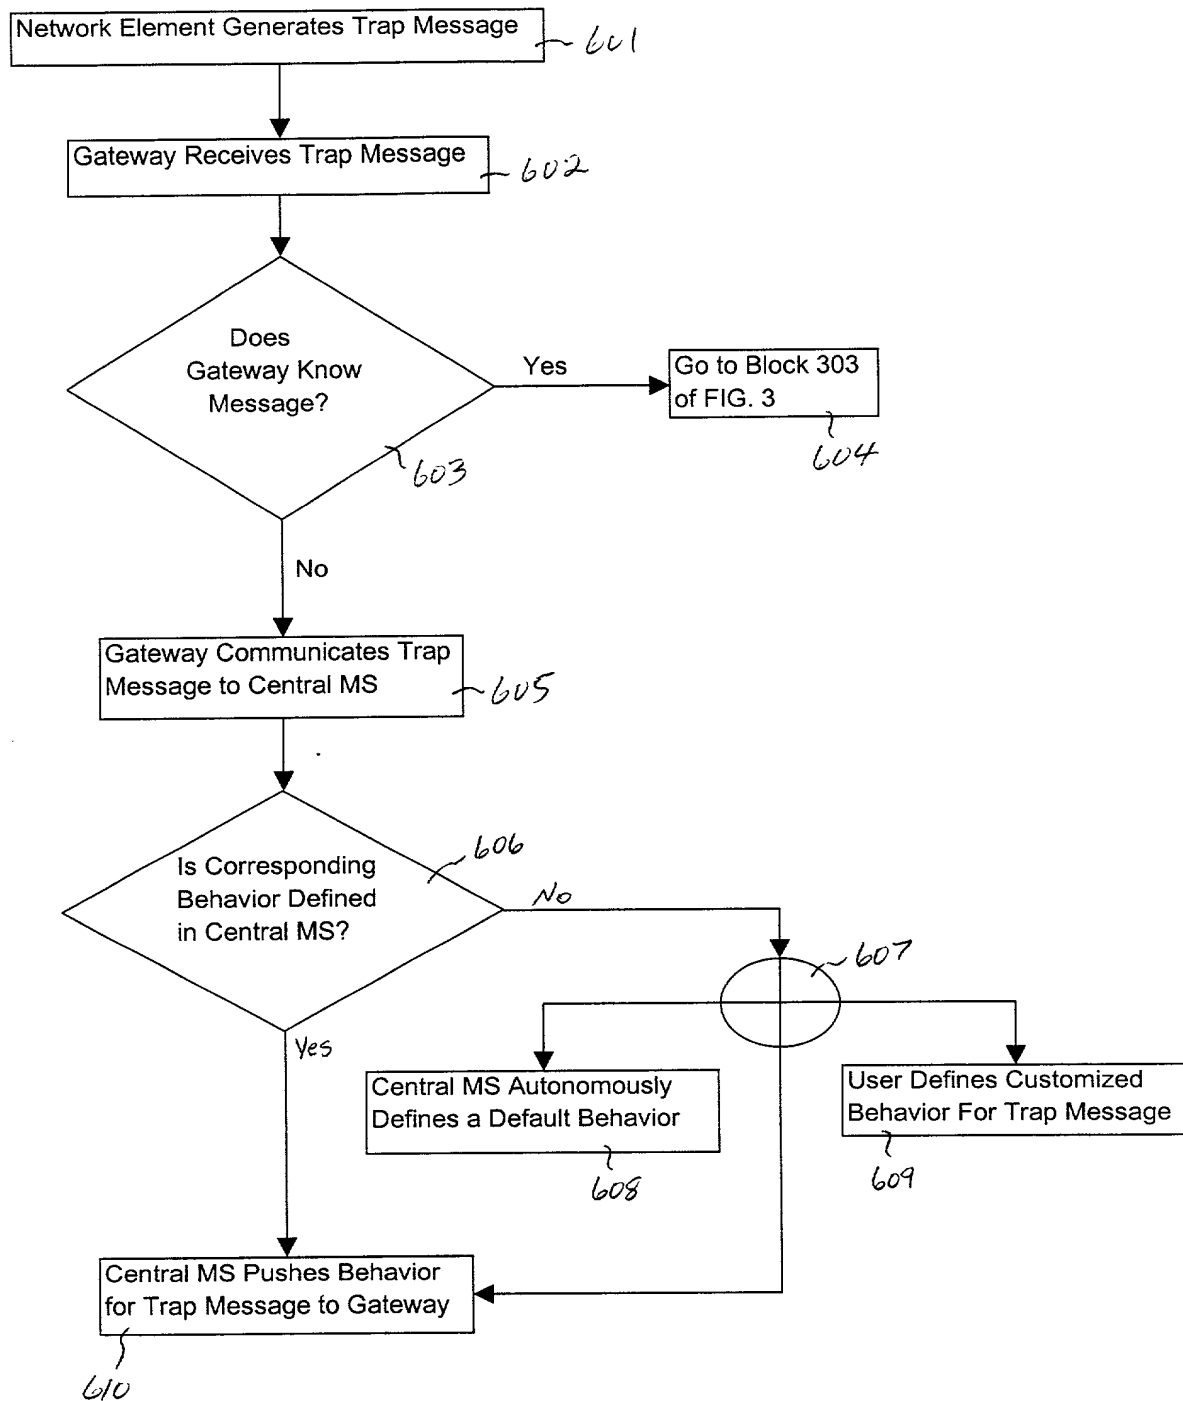 Network Element Generates Trap Message
601
Gateway Receives Trap Message
602
Does
Gateway Know
Message?
603
Yes
Go to Block 303
of FIG. 3
604
No
Gateway Communicates Trap
Message to Central MS
605
Is Corresponding
Behavior Defined
in Central MS?
606
No
607
Yes
Central MS Autonomously
Defines a Default Behavior
608
User Defines Customized
Behavior For Trap Message
609
Central MS Pushes Behavior
for Trap Message to Gateway
610